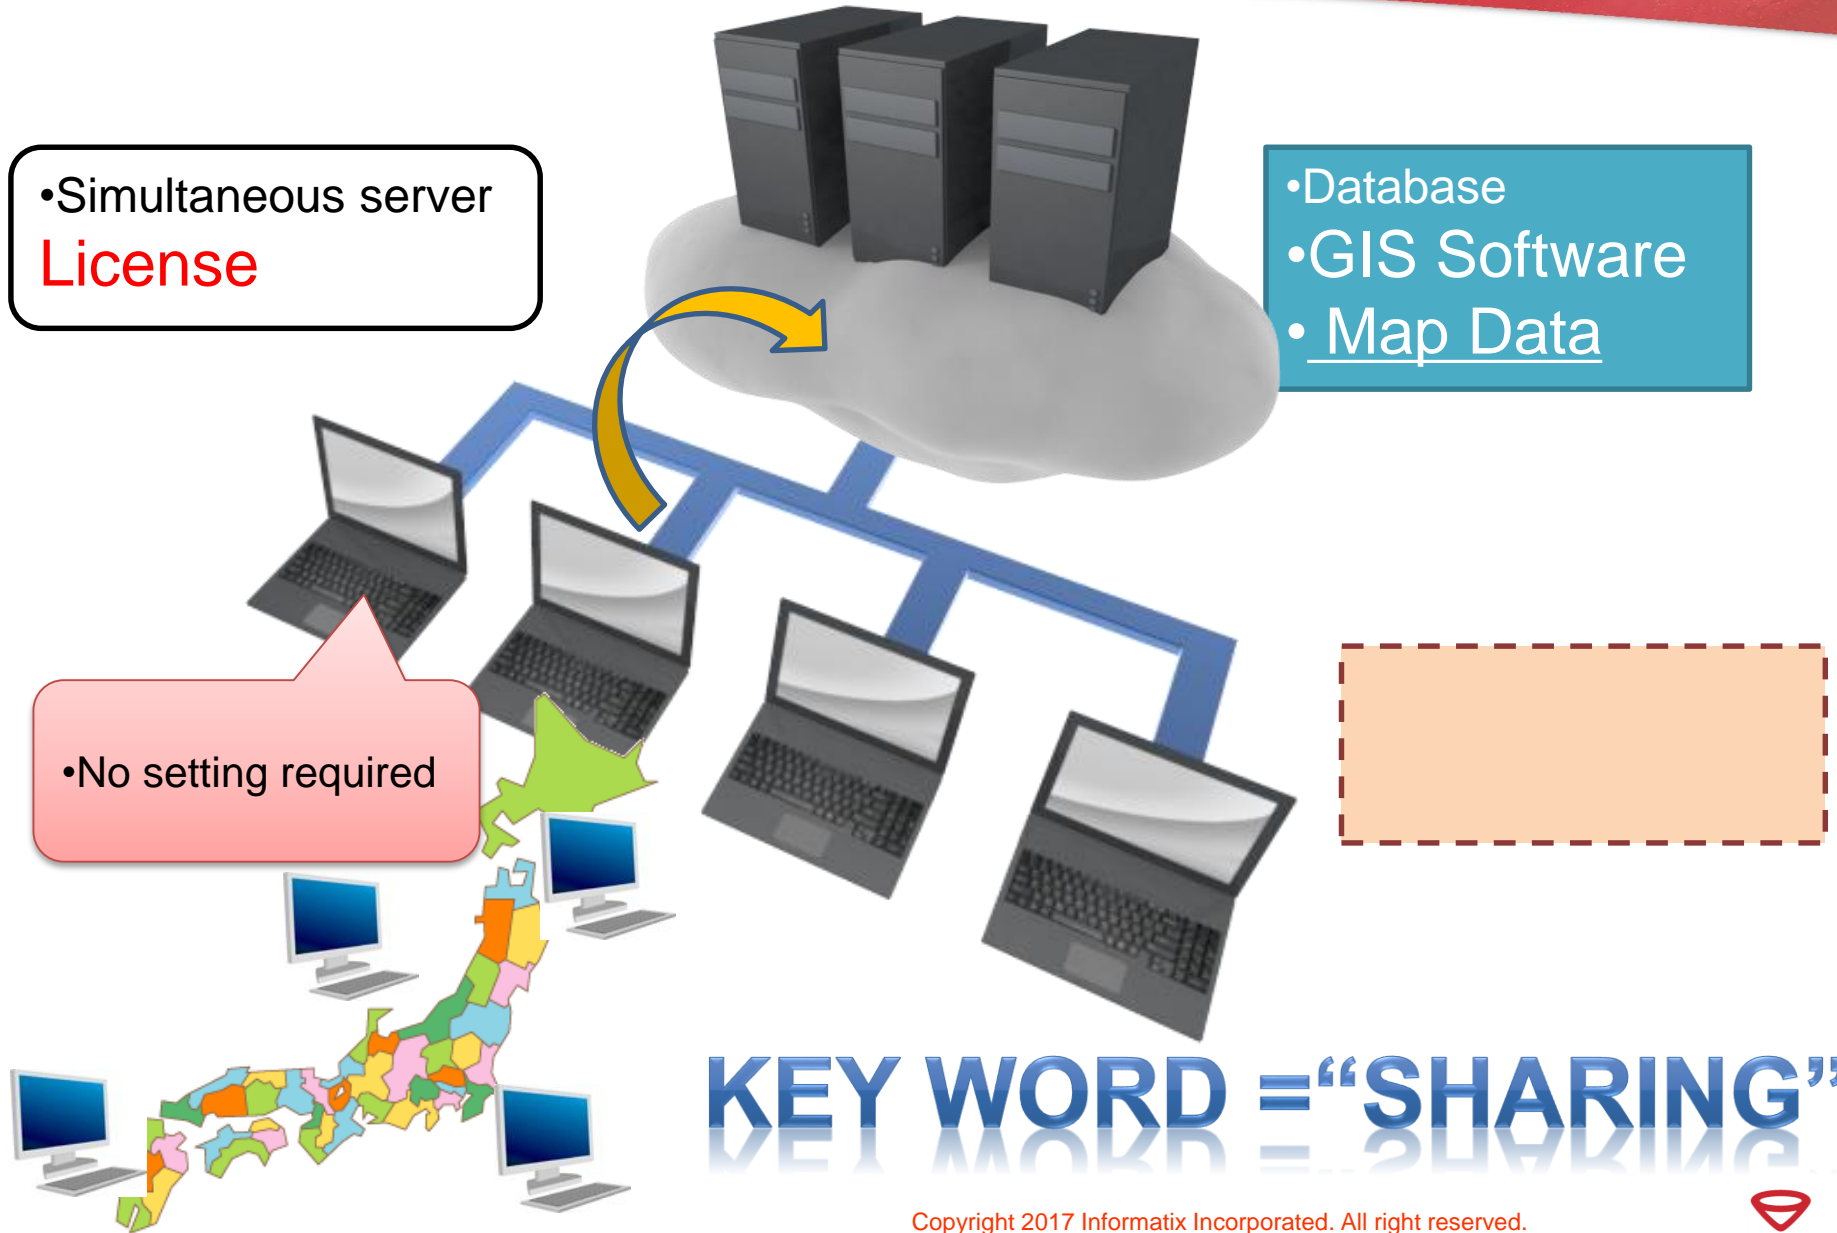 •Simultaneous server
License
•Database
•GIS Software
• Map Data
•No setting required
KEY WORD =“SHARING”
Copyright 2017 Informatix Incorporated. All right reserved.